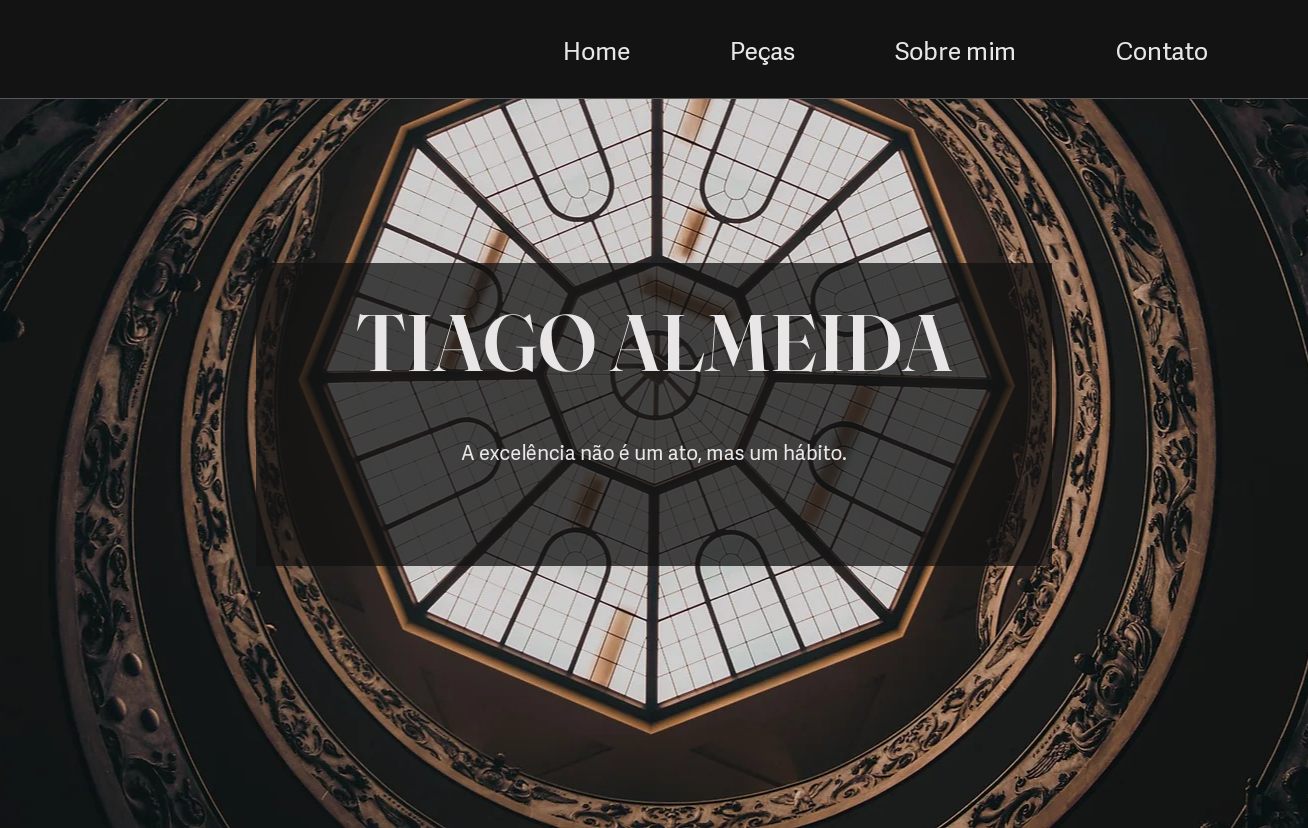 Home Peças Sobre mim Contato
TIAGO ALMEIDA
A excelência não é um ato, mas um hábito.